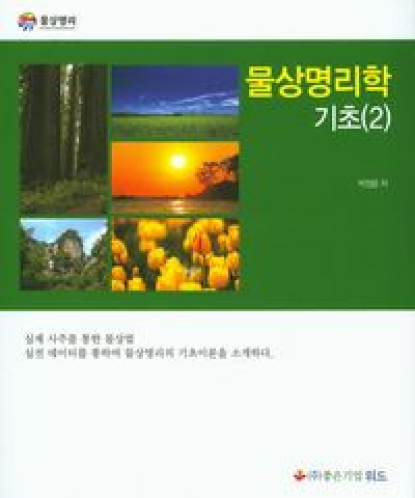 물상명리
물상명리학
기초(2)
저
실제 사주를 통한 물상법
실전 데이터를 통하여 물상명리의 기초이론을 소개하다.
(주)좋은기업위드